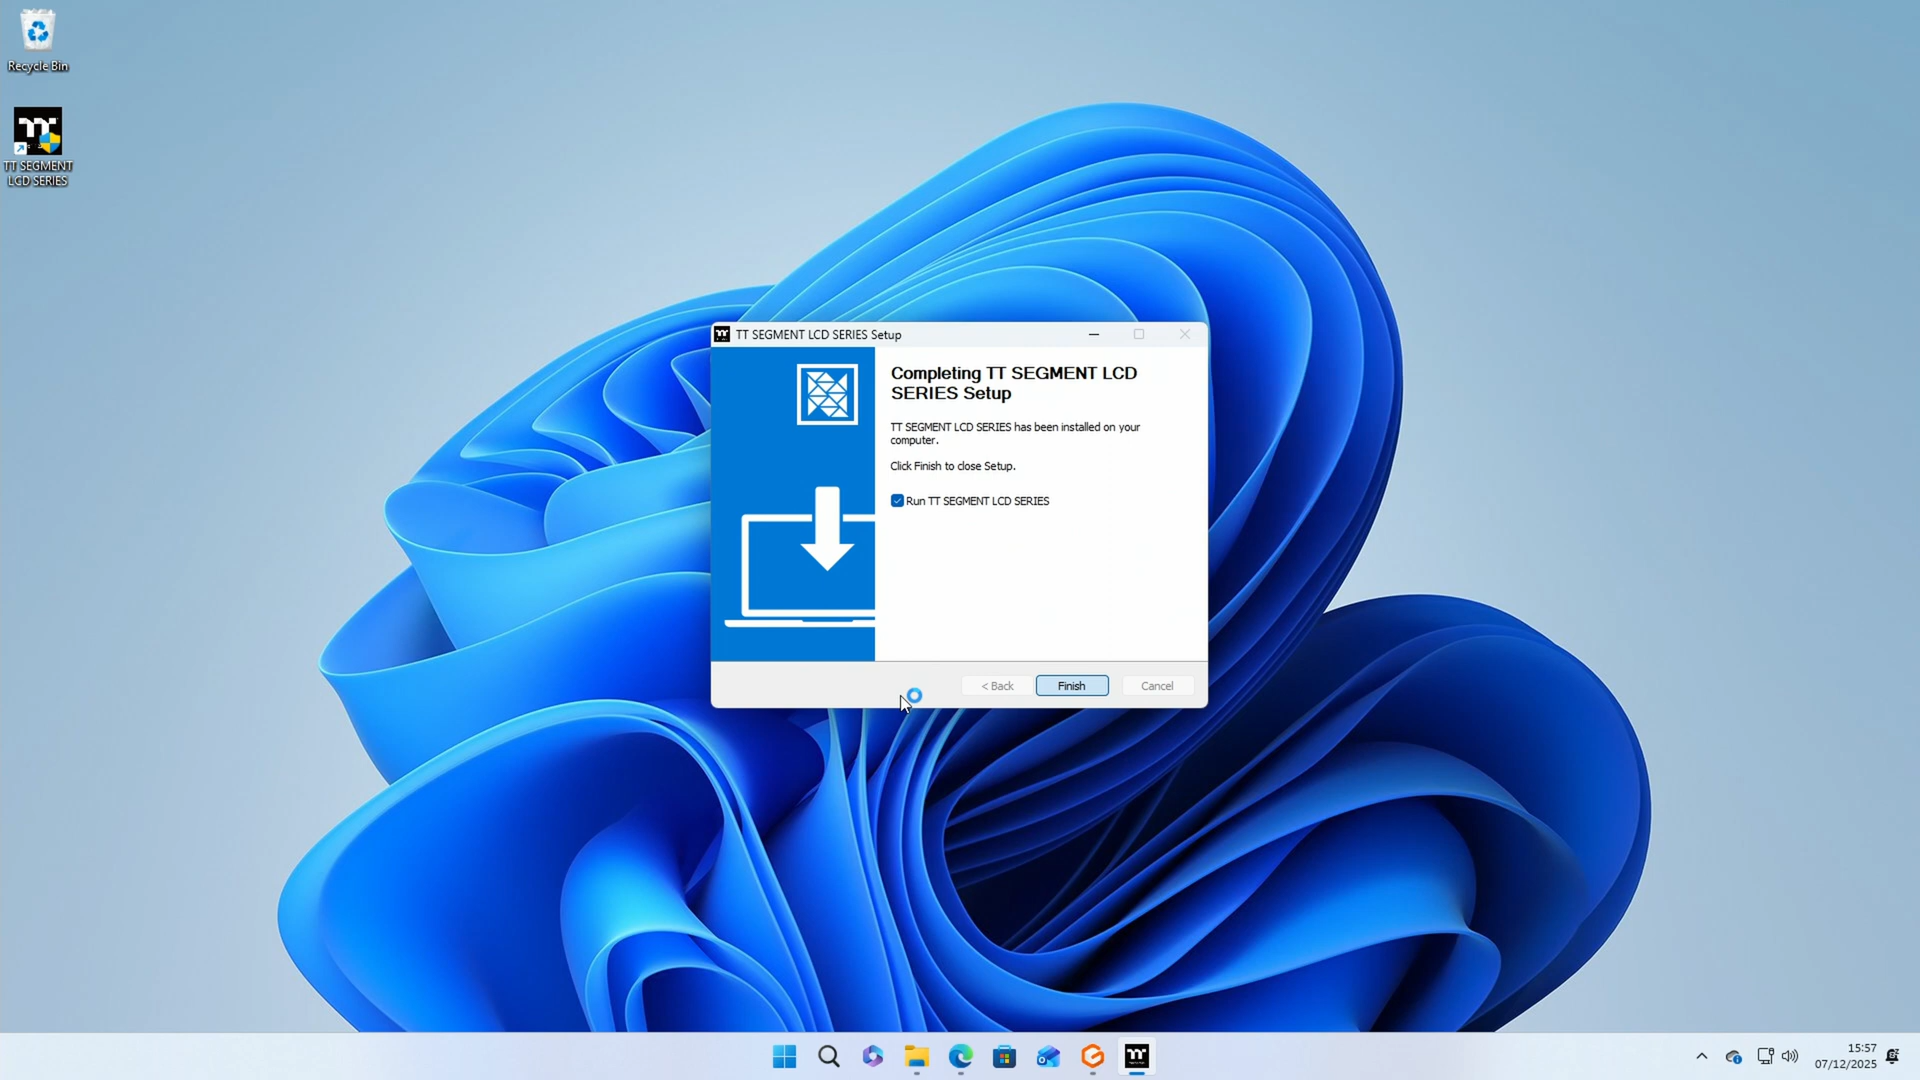 Recycle Bin
TT SEGMENT
LCD SERIES
TT SEGMENT LCD SERIES Setup
Completing TT SEGMENT LCD
SERIES Setup
TT SEGMENT LCD SERIES has been installed on your
computer.
Click Finish to close Setup.
Run TT SEGMENT LCD SERIES
< Back
Finish
Cancel
15:57
07/12/2025